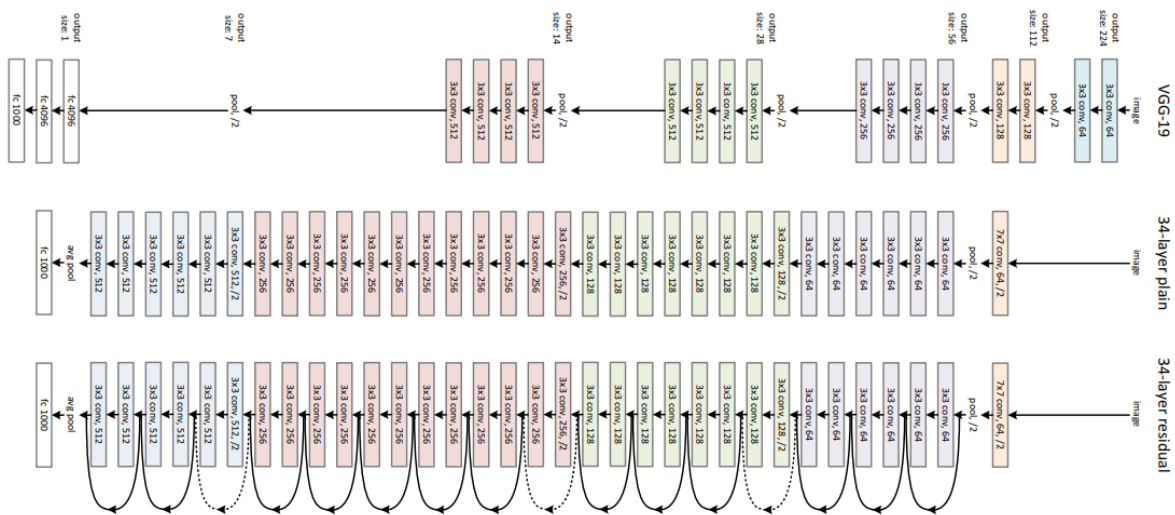 output
size: 224
output
size: 112
output
size: 56
output
size: 28
output
size: 14
output
size: 7
output
size: 1
VGG-19
image
3x3 conv, 64
3x3 conv, 64
pool, /2
3x3 conv, 128
3x3 conv, 128
pool, /2
3x3 conv, 256
3x3 conv, 256
3x3 conv, 256
3x3 conv, 256
pool, /2
3x3 conv, 512
3x3 conv, 512
3x3 conv, 512
3x3 conv, 512
pool, /2
3x3 conv, 512
3x3 conv, 512
3x3 conv, 512
3x3 conv, 512
pool, /2
fc 4096
fc 4096
fc 1000
34-layer plain
image
7x7 conv, 64, /2
pool, /2
3x3 conv, 64
3x3 conv, 64
3x3 conv, 64
3x3 conv, 64
3x3 conv, 64
3x3 conv, 64
3x3 conv, 128, /2
3x3 conv, 128
3x3 conv, 128
3x3 conv, 128
3x3 conv, 128
3x3 conv, 128
3x3 conv, 128
3x3 conv, 128
3x3 conv, 256, /2
3x3 conv, 256
3x3 conv, 256
3x3 conv, 256
3x3 conv, 256
3x3 conv, 256
3x3 conv, 256
3x3 conv, 256
3x3 conv, 256
3x3 conv, 256
3x3 conv, 256
3x3 conv, 256
3x3 conv, 512, /2
3x3 conv, 512
3x3 conv, 512
3x3 conv, 512
3x3 conv, 512
3x3 conv, 512
avg pool
fc 1000
34-layer residual
image
7x7 conv, 64, /2
pool, /2
3x3 conv, 64
3x3 conv, 64
3x3 conv, 64
3x3 conv, 64
3x3 conv, 64
3x3 conv, 64
3x3 conv, 128, /2
3x3 conv, 128
3x3 conv, 128
3x3 conv, 128
3x3 conv, 128
3x3 conv, 128
3x3 conv, 128
3x3 conv, 128
3x3 conv, 256, /2
3x3 conv, 256
3x3 conv, 256
3x3 conv, 256
3x3 conv, 256
3x3 conv, 256
3x3 conv, 256
3x3 conv, 256
3x3 conv, 256
3x3 conv, 256
3x3 conv, 256
3x3 conv, 256
3x3 conv, 512, /2
3x3 conv, 512
3x3 conv, 512
3x3 conv, 512
3x3 conv, 512
3x3 conv, 512
avg pool
fc 1000